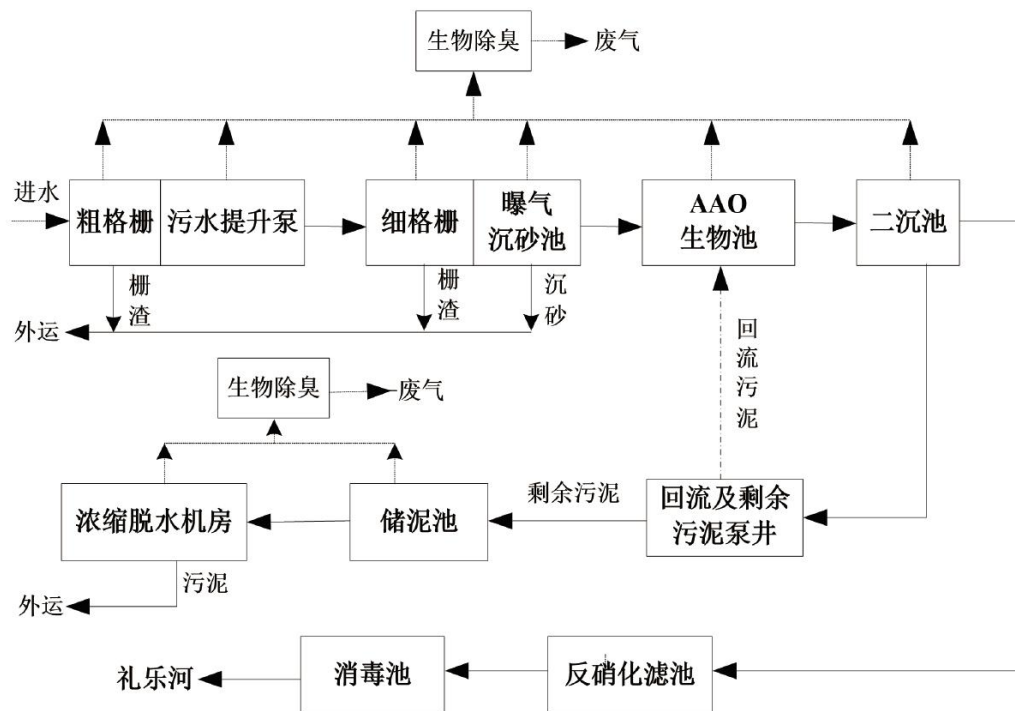 生物除臭
废气
进水
粗格栅
污水提升泵
细格栅
曝气
沉砂池
AAO
生物池
二沉池
栅
渣
栅
渣
沉
砂
外运
回
流
污
泥
生物除臭
废气
浓缩脱水机房
储泥池
剩余污泥
回流及剩余
污泥泵井
污泥
外运
礼乐河
消毒池
反硝化滤池